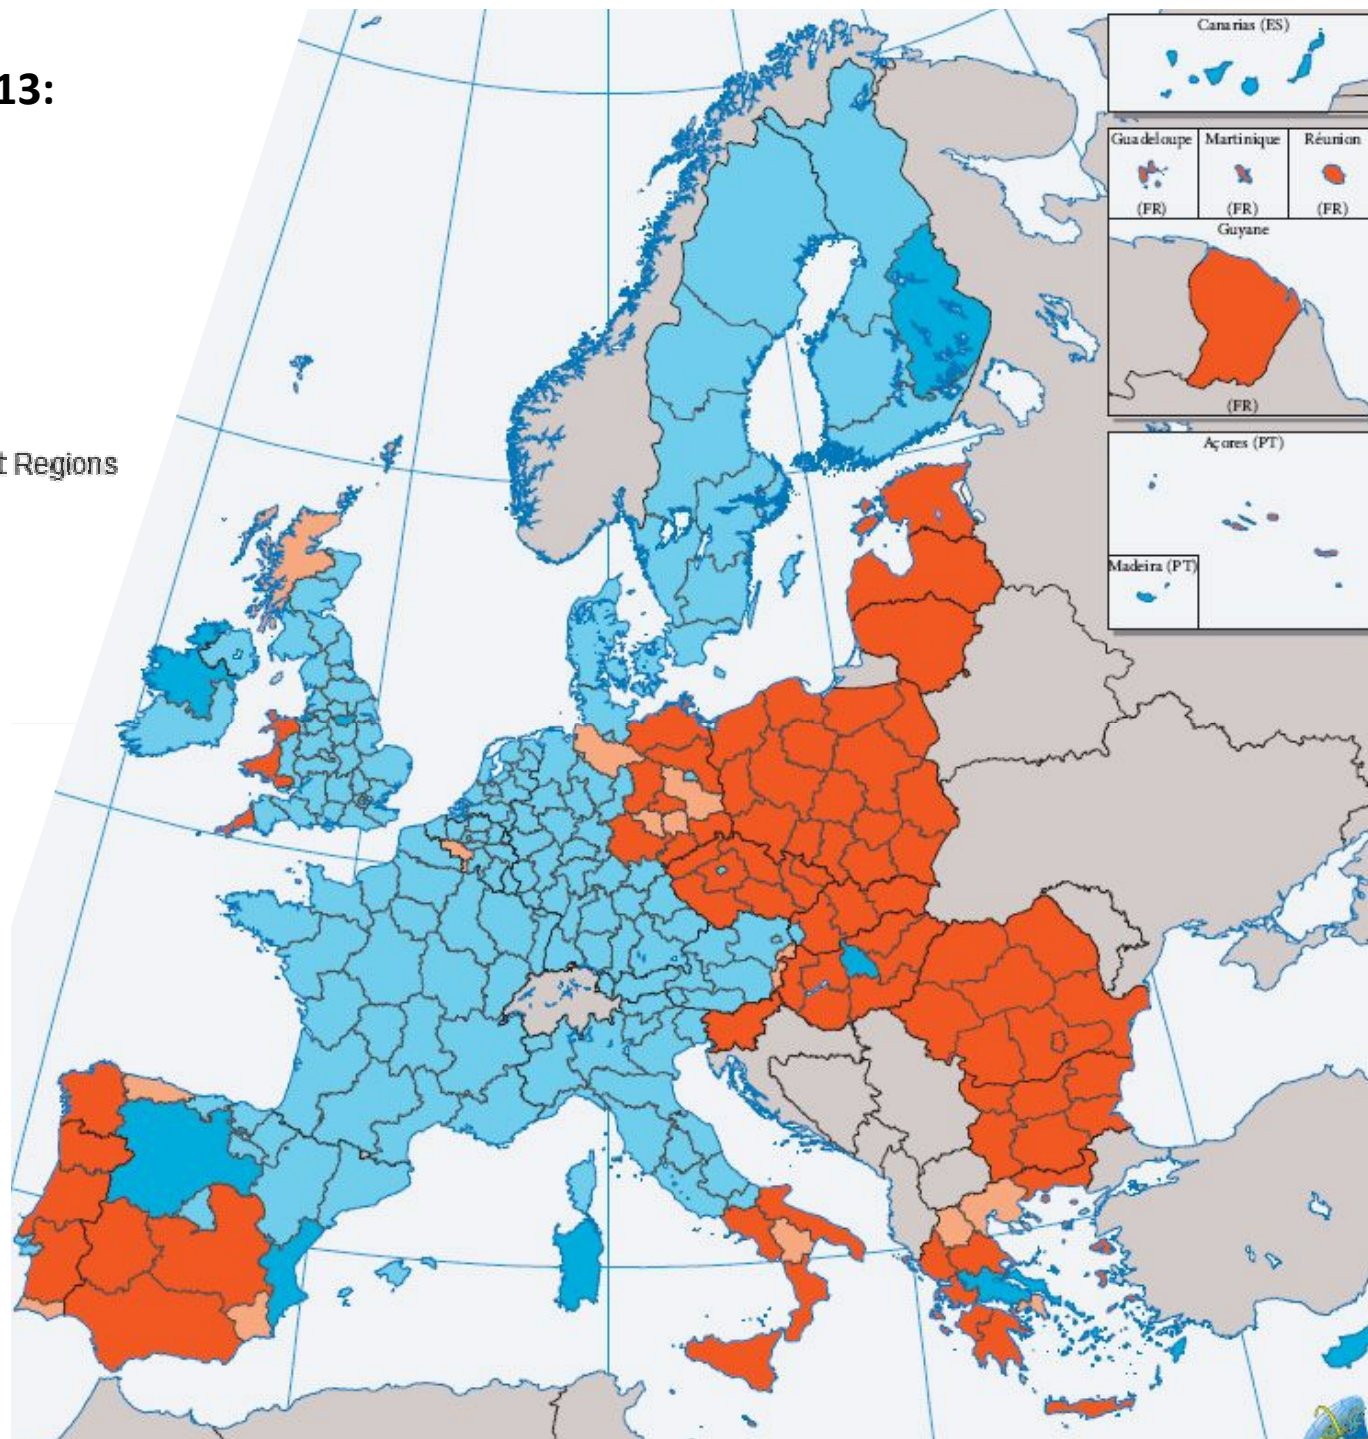 13:
t Regions
Canarias (ES)
Guadeloupe
Martinique
Réunion
(FR)
(FR)
(FR)
Guyane
(FR)
Açores (PT)
Madeira (PT)